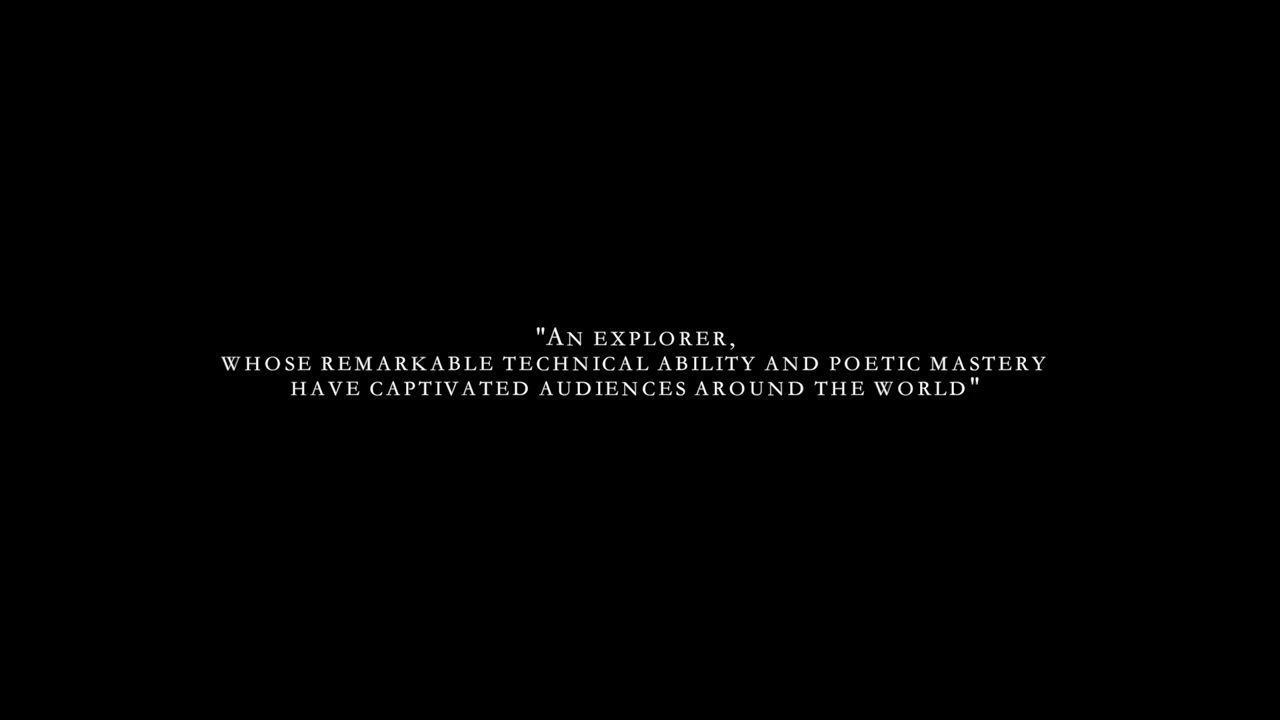 "An explorer,
whose remarkable technical ability and poetic mastery
have captivated audiences around the world"